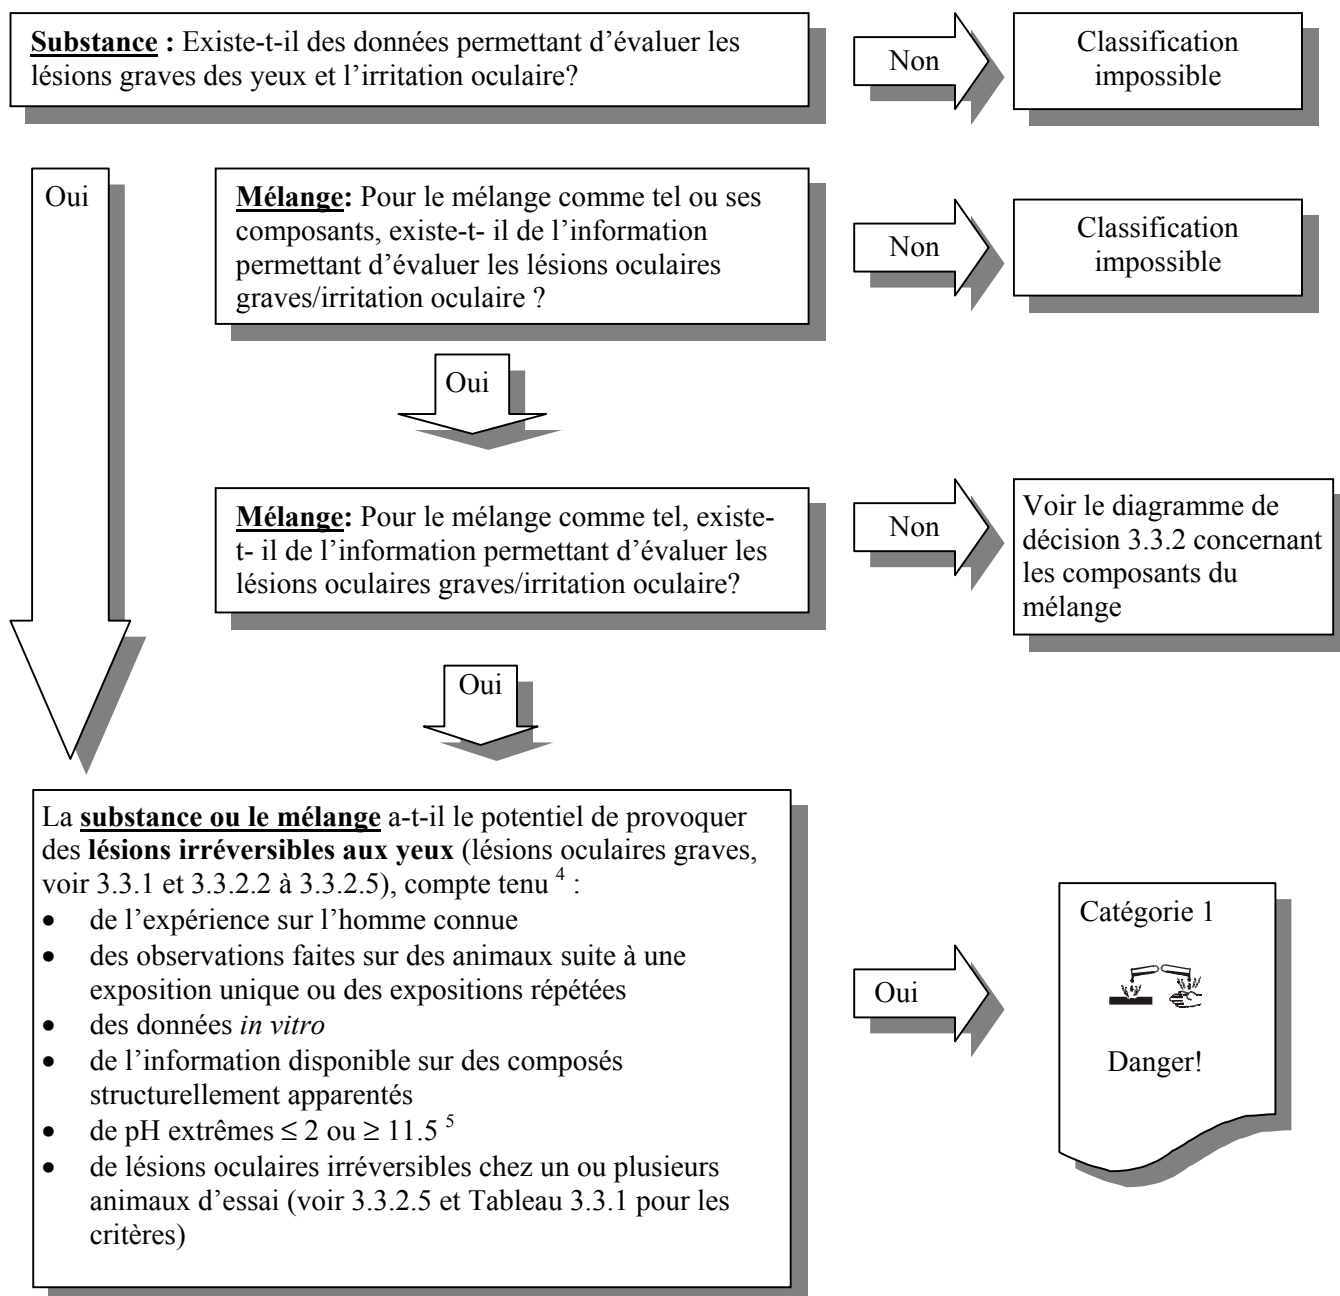 Substance : Existe-t-il des données permettant d’évaluer les
lésions graves des yeux et l’irritation oculaire?
Non
Classification
impossible
Oui
Mélange: Pour le mélange comme tel ou ses
composants, existe-t- il de l’information
permettant d’évaluer les lésions oculaires
graves/irritation oculaire ?
Non
Classification
impossible
Oui
Mélange: Pour le mélange comme tel, existe-
t- il de l’information permettant d’évaluer les
lésions oculaires graves/irritation oculaire?
Non
Voir le diagramme de
décision 3.3.2 concernant
les composants du
mélange
Oui
La substance ou le mélange a-t-il le potentiel de provoquer
des lésions irréversibles aux yeux (lésions oculaires graves,
voir 3.3.1 et 3.3.2.2 à 3.3.2.5), compte tenu ⁴ :
• de l’expérience sur l’homme connue
• des observations faites sur des animaux suite à une
exposition unique ou des expositions répétées
• des données in vitro
• de l’information disponible sur des composés
structurellement apparentés
• de pH extrêmes ≤ 2 ou ≥ 11.5 ⁵
• de lésions oculaires irréversibles chez un ou plusieurs
animaux d’essai (voir 3.3.2.5 et Tableau 3.3.1 pour les
critères)
Oui
Catégorie 1
Danger!